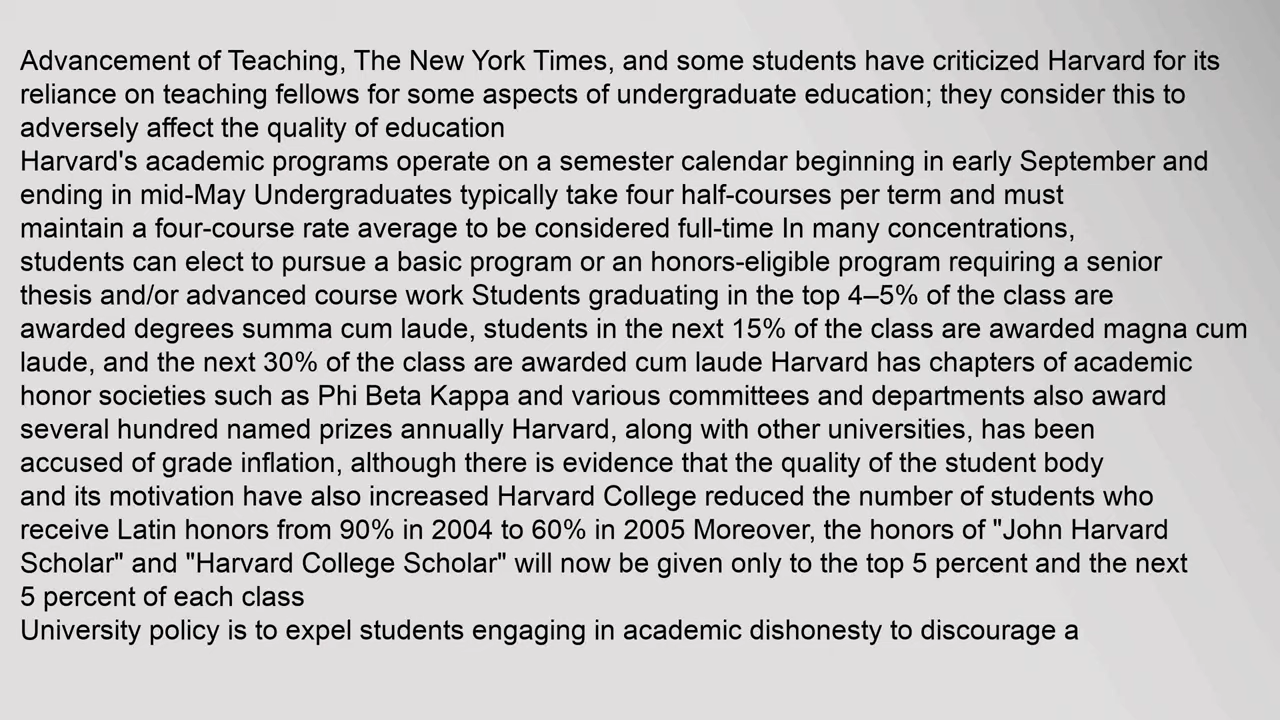 Advancement of Teaching, The New York Times, and some students have criticized Harvard for its
reliance on teaching fellows for some aspects of undergraduate education; they consider this to
adversely affect the quality of education
Harvard's academic programs operate on a semester calendar beginning in early September and
ending in mid-May Undergraduates typically take four half-courses per term and must
maintain a four-course rate average to be considered full-time In many concentrations,
students can elect to pursue a basic program or an honors-eligible program requiring a senior
thesis and/or advanced course work Students graduating in the top 4–5% of the class are
awarded degrees summa cum laude, students in the next 15% of the class are awarded magna cum
laude, and the next 30% of the class are awarded cum laude Harvard has chapters of academic
honor societies such as Phi Beta Kappa and various committees and departments also award
several hundred named prizes annually Harvard, along with other universities, has been
accused of grade inflation, although there is evidence that the quality of the student body
and its motivation have also increased Harvard College reduced the number of students who
receive Latin honors from 90% in 2004 to 60% in 2005 Moreover, the honors of "John Harvard
Scholar" and "Harvard College Scholar" will now be given only to the top 5 percent and the next
5 percent of each class
University policy is to expel students engaging in academic dishonesty to discourage a